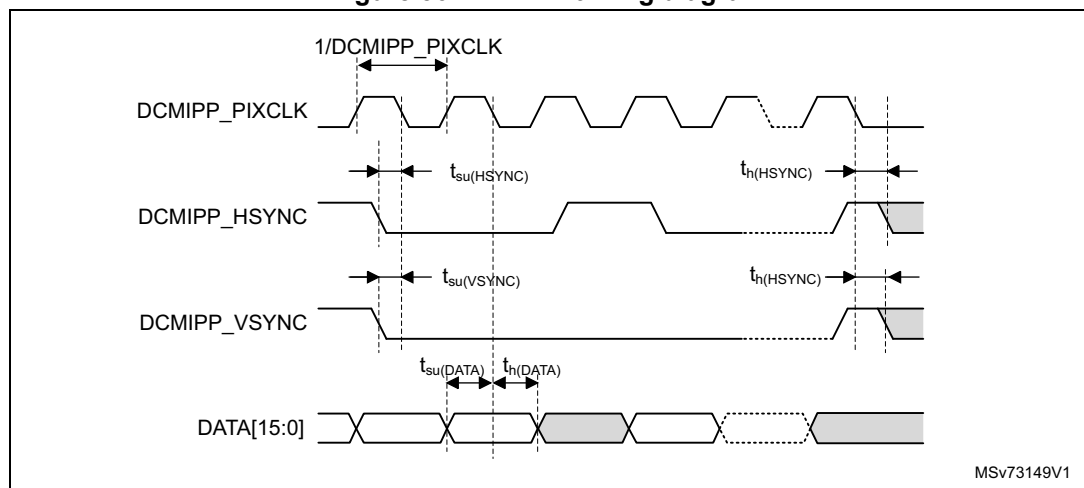 1/DCMIPP_PIXCLK
DCMIPP_PIXCLK
tsu(HSYNC) th(HSYNC)
DCMIPP_HSYNC
tsu(VSYNC) th(HSYNC)
DCMIPP_VSYNC
tsu(DATA) th(DATA)
DATA[15:0]
MSv73149V1